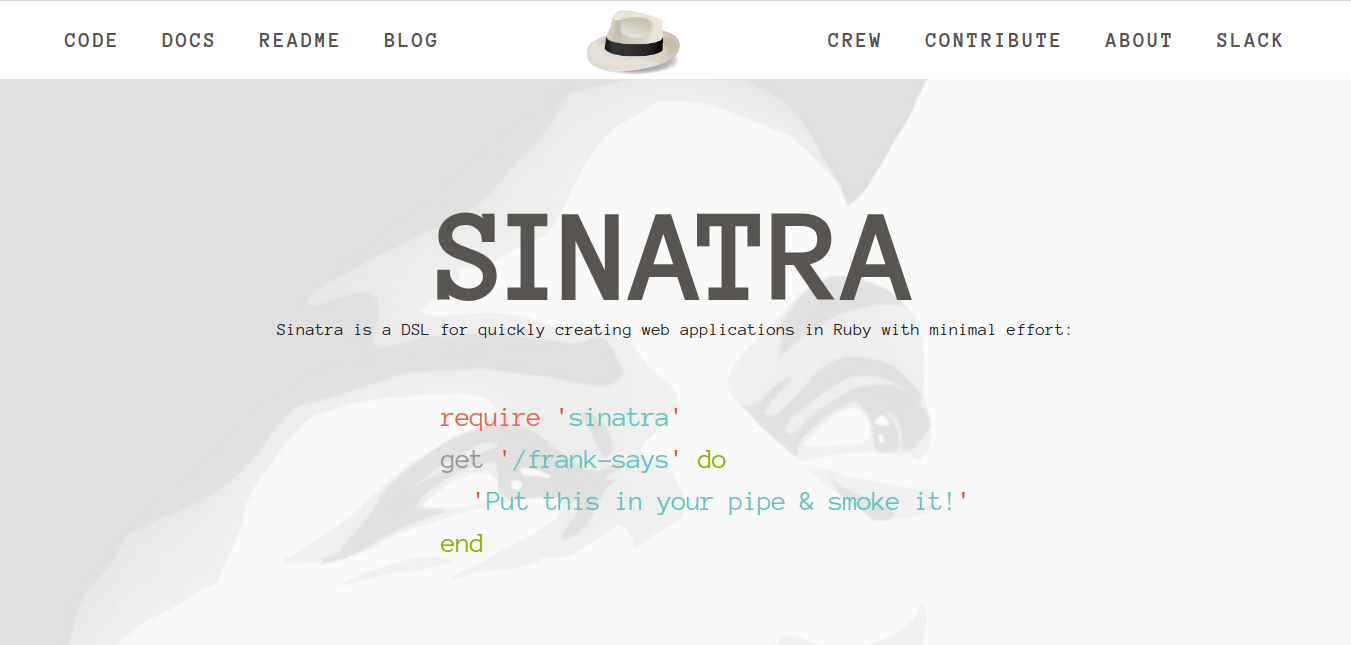 CODE DOCS README BLOG CREW CONTRIBUTE ABOUT SLACK
SINATRA
Sinatra is a DSL for quickly creating web applications in Ruby with minimal effort:
require 'sinatra'
get '/frank-says' do
  'Put this in your pipe & smoke it!'
end